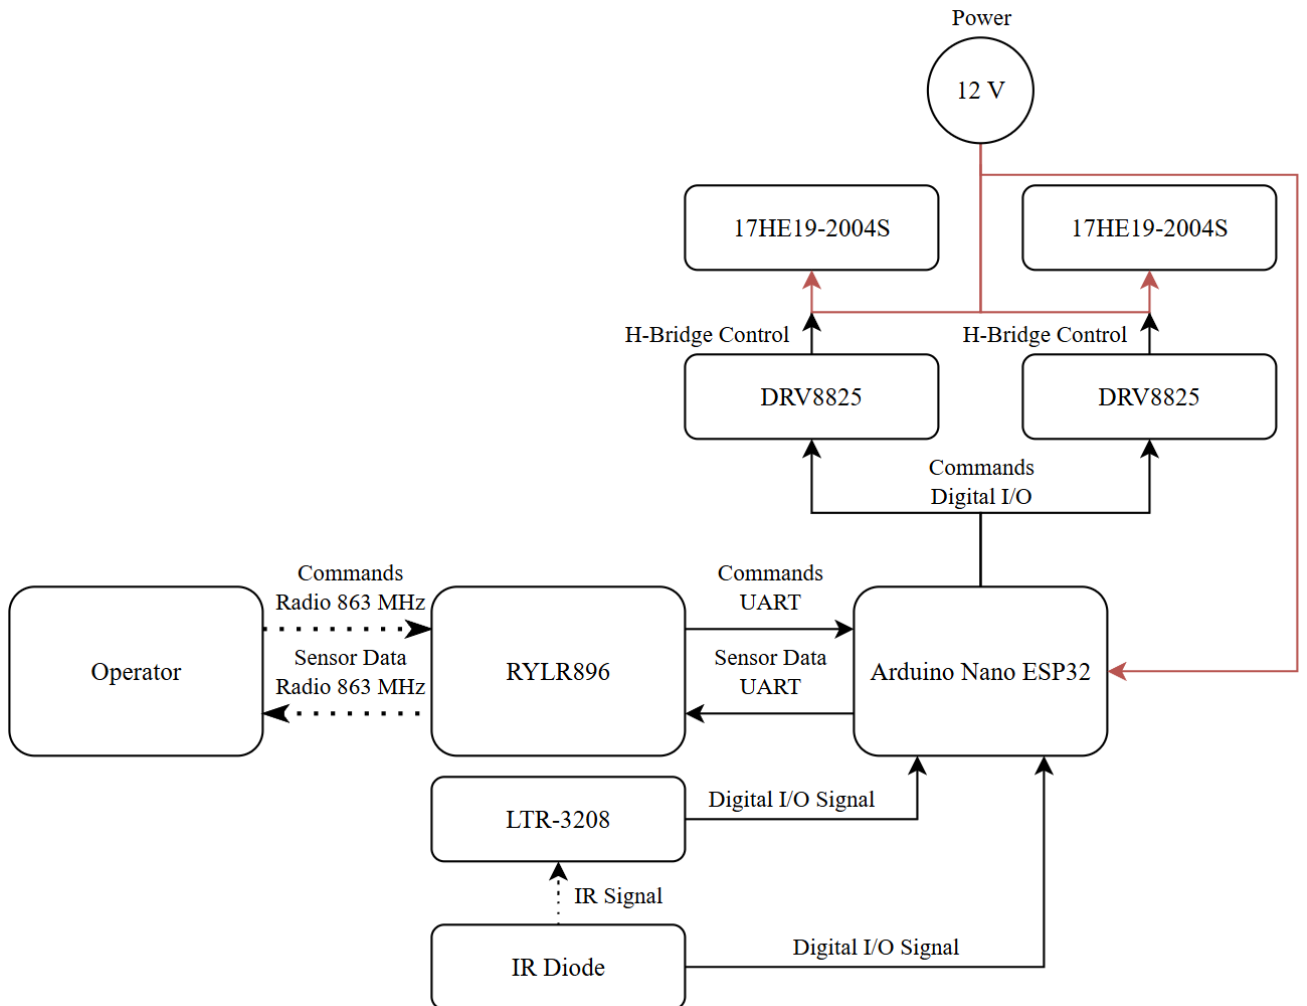 Power
12 V
17HE19-2004S
17HE19-2004S
H-Bridge Control
H-Bridge Control
DRV8825
DRV8825
Commands
Digital I/O
Commands
Radio 863 MHz
Commands
UART
Operator
Sensor Data
Radio 863 MHz
RYLR896
Sensor Data
UART
Arduino Nano ESP32
LTR-3208
Digital I/O Signal
IR Signal
IR Diode
Digital I/O Signal